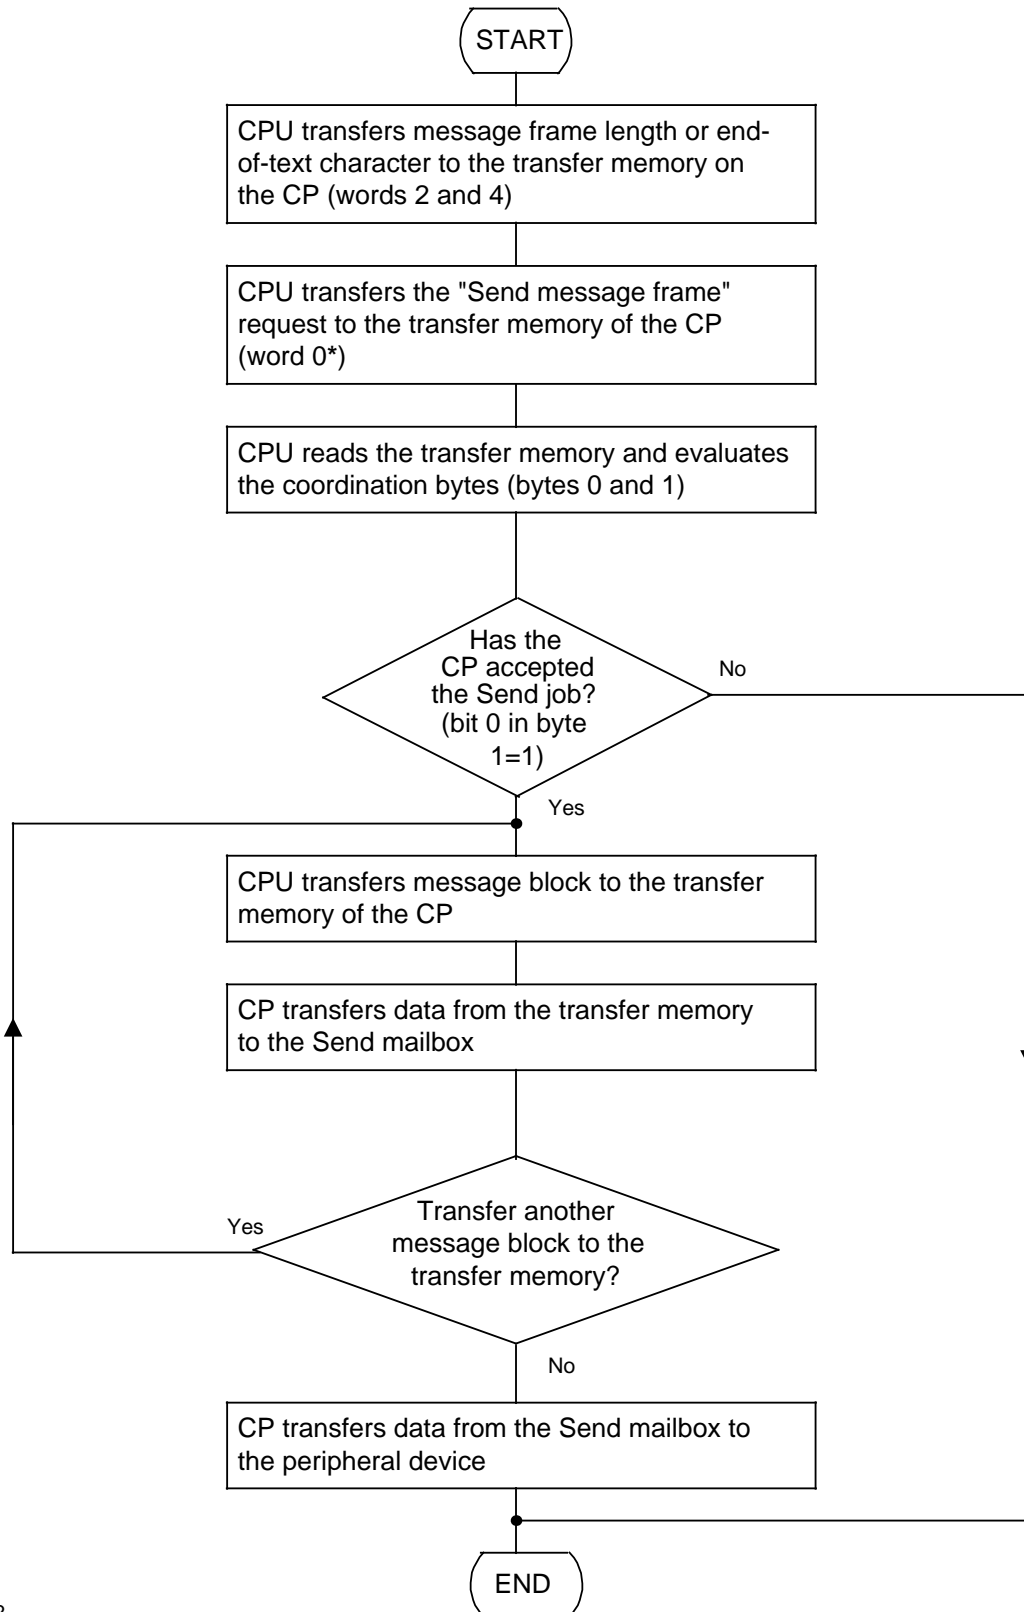 START
CPU transfers message frame length or end-
of-text character to the transfer memory on
the CP (words 2 and 4)
CPU transfers the "Send message frame"
request to the transfer memory of the CP
(word 0*)
CPU reads the transfer memory and evaluates
the coordination bytes (bytes 0 and 1)
Has the
CP accepted
the Send job?
(bit 0 in byte
1=1)
No
Yes
CPU transfers message block to the transfer
memory of the CP
CP transfers data from the transfer memory
to the Send mailbox
Transfer another
message block to the
transfer memory?
Yes
No
CP transfers data from the Send mailbox to
the peripheral device
END